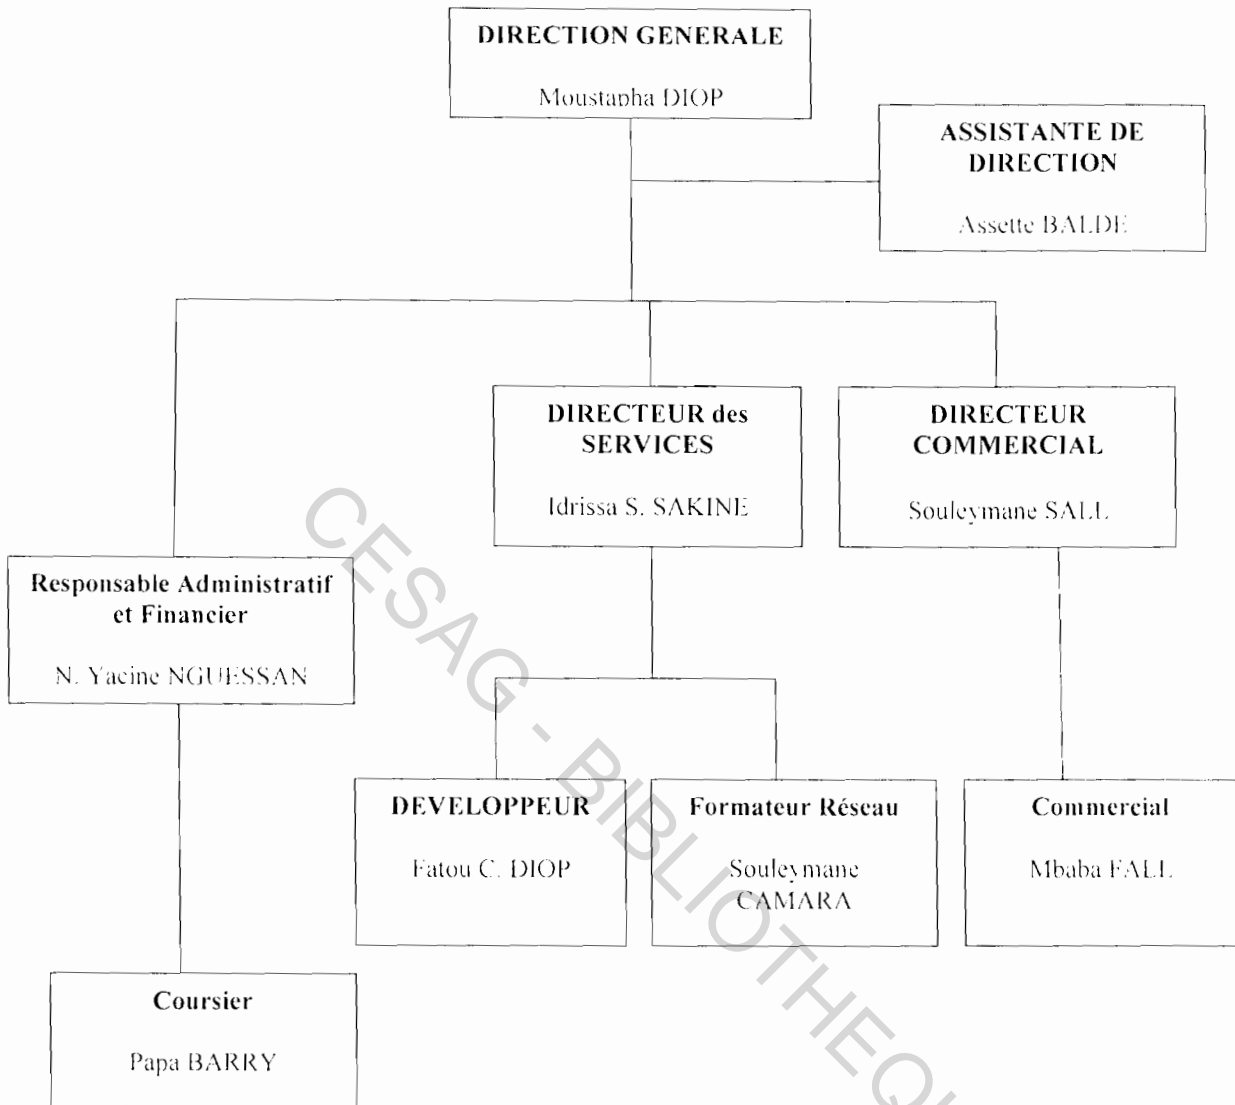 DIRECTION GENERALE
Moustapha DIOP
ASSISTANTE DE
DIRECTION
Assette BALDE
DIRECTEUR des
SERVICES
Idrissa S. SAKINE
DIRECTEUR
COMMERCIAL
Souleymane SALL
Responsable Administratif
et Financier
N. Yacine NGUESSAN
DEVELOPPEUR
Fatou C. DIOP
Formateur Réseau
Souleymane
CAMARA
Commercial
Mbaba FALL
Coursier
Papa BARRY
CESAG - BIBLIOTHEQU